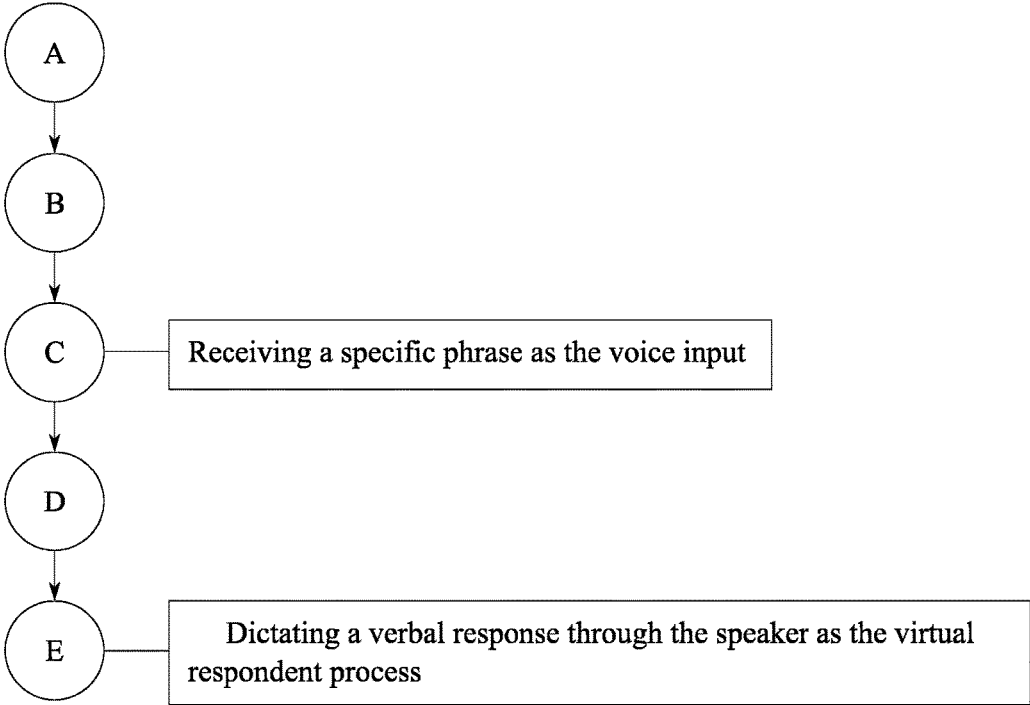 A
B
C
Receiving a specific phrase as the voice input
D
E
Dictating a verbal response through the speaker as the virtual
respondent process